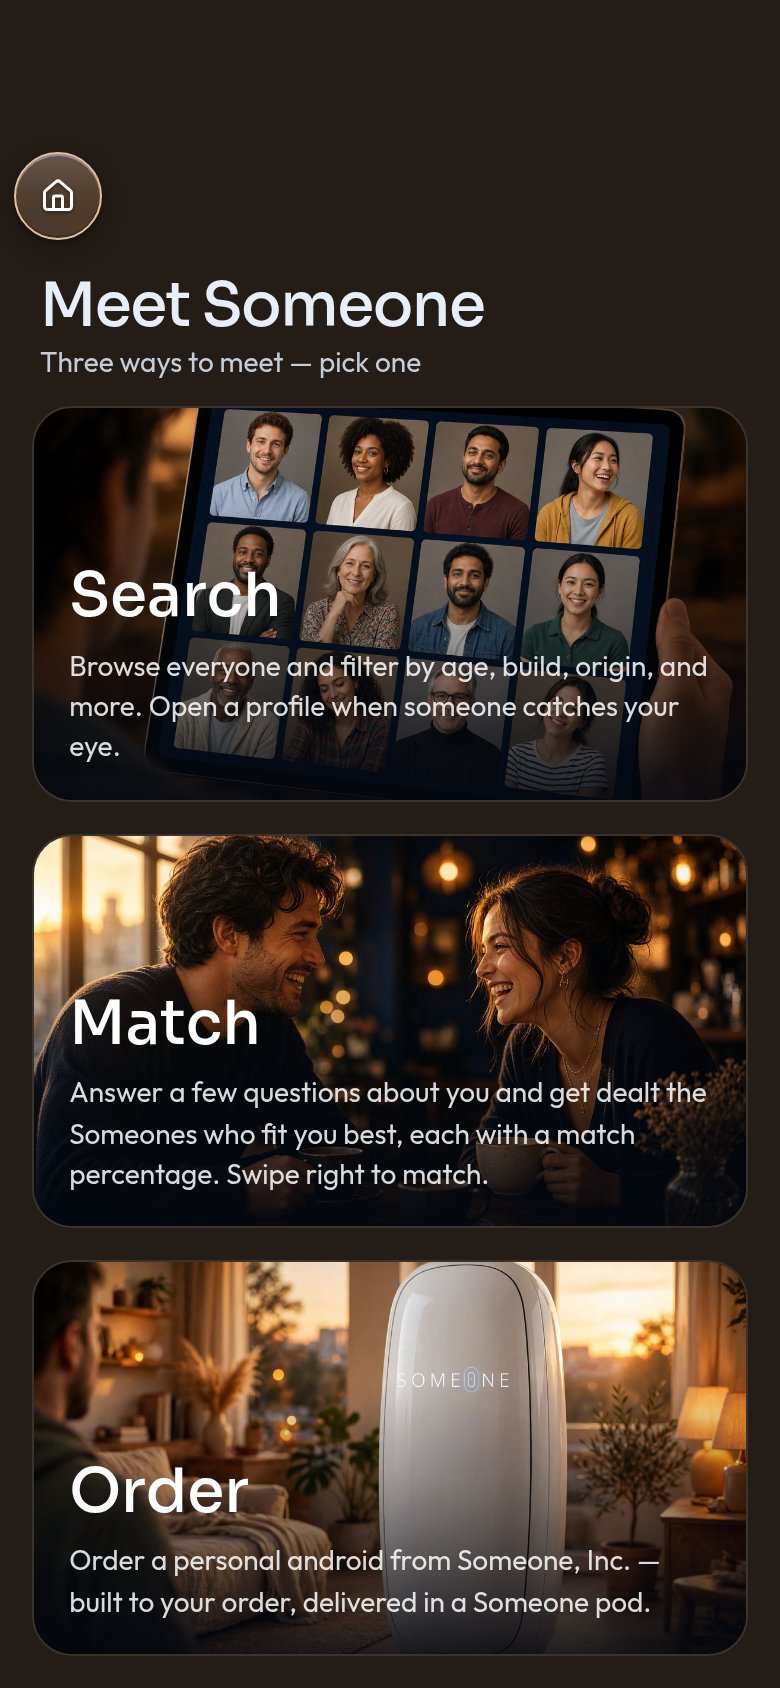 Meet Someone
Three ways to meet — pick one
Search
Browse everyone and filter by age, build, origin, and
more. Open a profile when someone catches your
eye.
Match
Answer a few questions about you and get dealt the
Someones who fit you best, each with a match
percentage. Swipe right to match.
SOME0NE
Order
Order a personal android from Someone, Inc. —
built to your order, delivered in a Someone pod.